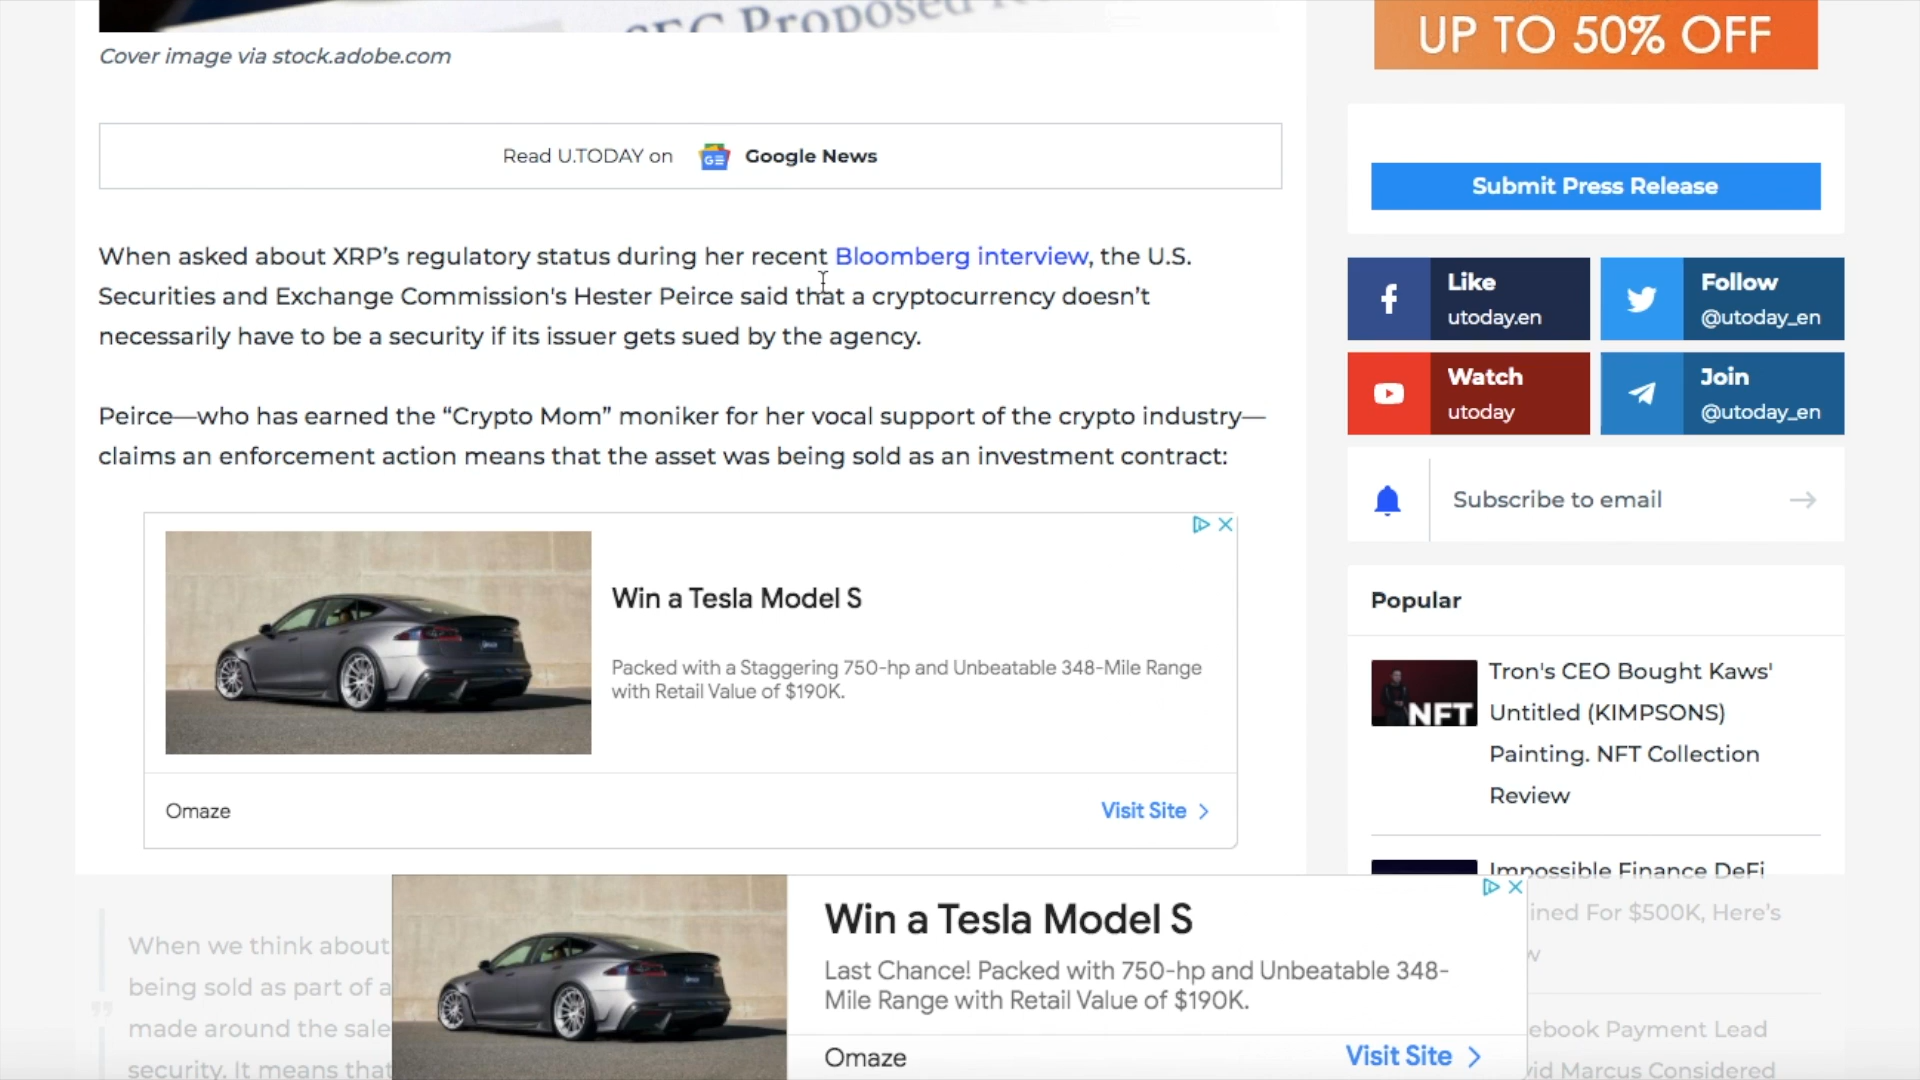 SEC Proposed
Cover image via stock.adobe.com
Read U.TODAY on GE Google News
When asked about XRP’s regulatory status during her recent Bloomberg interview, the U.S.
Securities and Exchange Commission's Hester Peirce said that a cryptocurrency doesn’t
necessarily have to be a security if its issuer gets sued by the agency.
Peirce—who has earned the “Crypto Mom” moniker for her vocal support of the crypto industry—
claims an enforcement action means that the asset was being sold as an investment contract:
Win a Tesla Model S
Packed with a Staggering 750-hp and Unbeatable 348-Mile Range
with Retail Value of $190K.
Omaze
Visit Site
When we think about
being sold as part of a
made around the sale
security. It means that
Win a Tesla Model S
Last Chance! Packed with 750-hp and Unbeatable 348-
Mile Range with Retail Value of $190K.
Omaze
Visit Site
UP TO 50% OFF
Submit Press Release
Like
utoday.en
Follow
@utoday_en
Watch
utoday
Join
@utoday_en
Subscribe to email
Popular
NFT
Tron's CEO Bought Kaws'
Untitled (KIMPSONS)
Painting. NFT Collection
Review
Impossible Finance DeFi
ined For $500K, Here’s
w
ebook Payment Lead
vid Marcus Considered